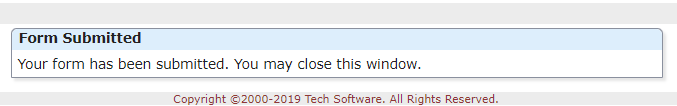 Form Submitted
Your form has been submitted. You may close this window.
Copyright ©2000-2019 Tech Software. All Rights Reserved.